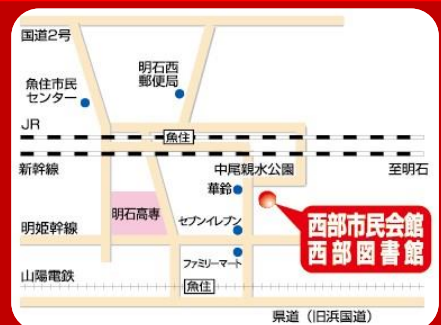 国道2号
明石西
郵便局
魚住市民
センター
JR
魚住
新幹線
中尾親水公園
至明石
華鈴
明石高専
西部市民会館
西部図書館
セブンイレブン
明姫幹線
ファミリーマート
山陽電鉄
魚住
県道（旧浜国道）